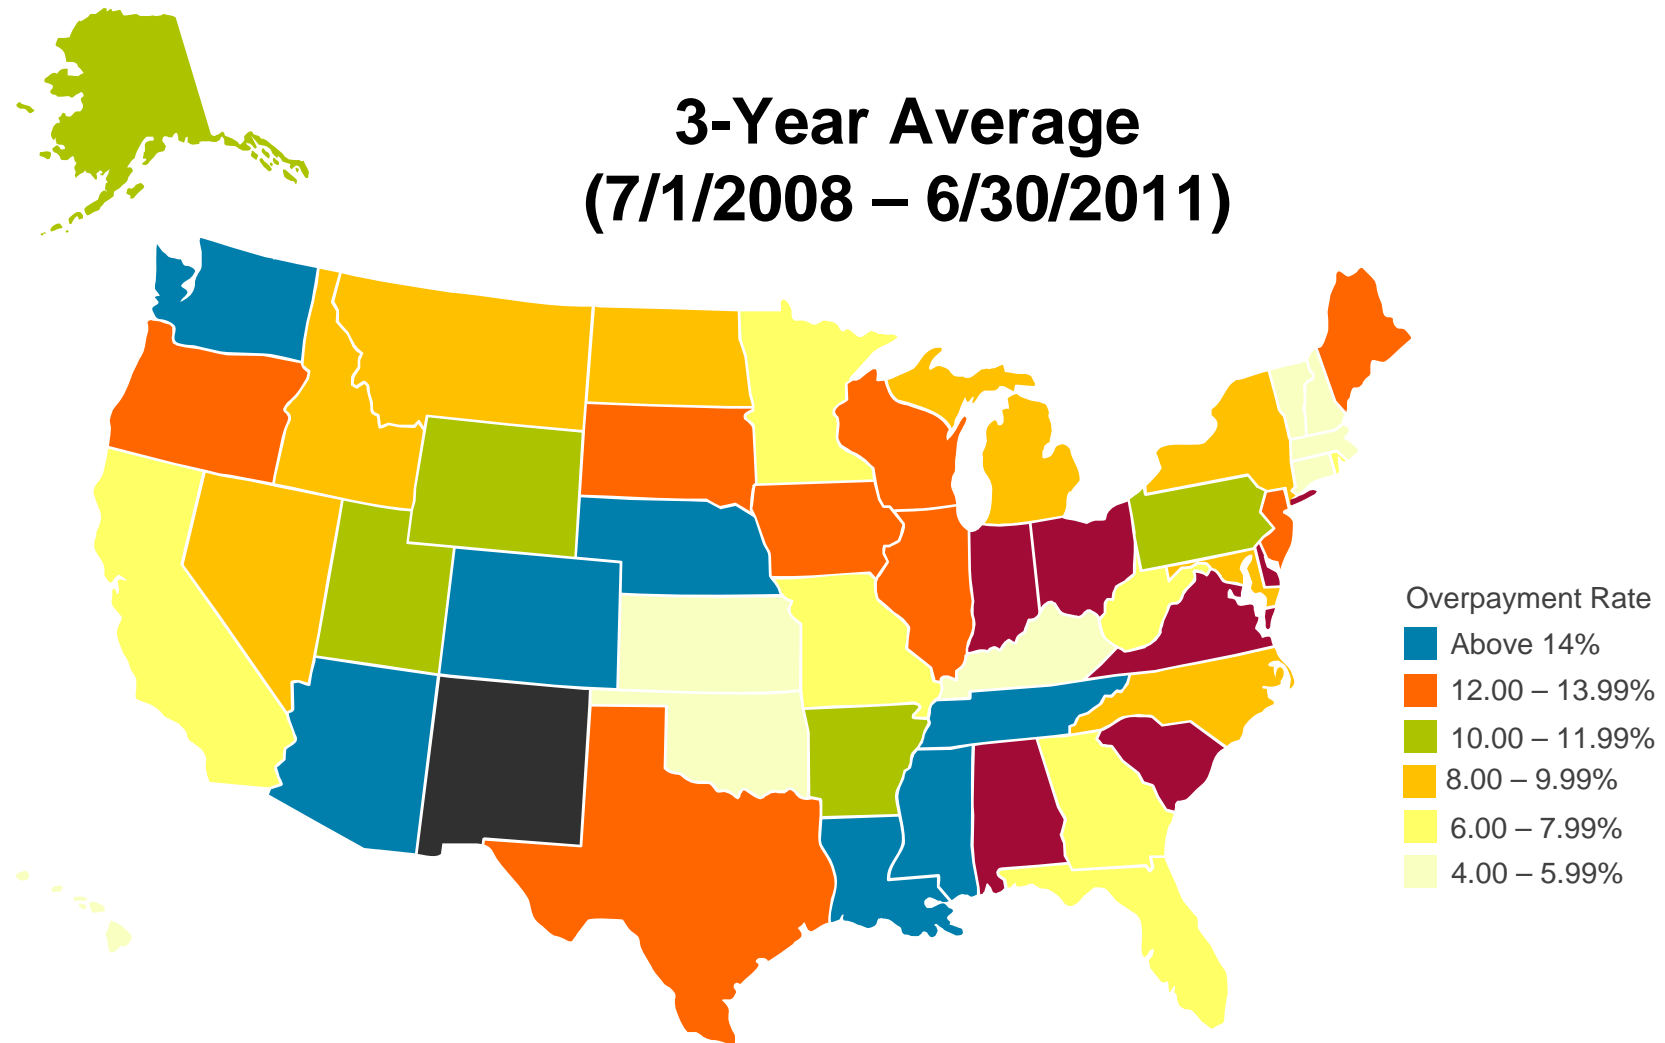 3-Year Average
(7/1/2008 – 6/30/2011)
Overpayment Rate
Above 14%
12.00 – 13.99%
10.00 – 11.99%
8.00 – 9.99%
6.00 – 7.99%
4.00 – 5.99%